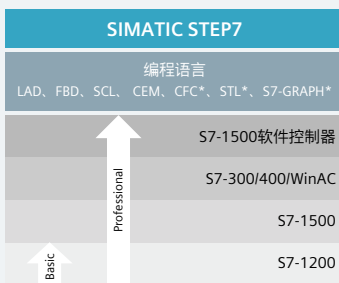 SIMATIC STEP7
编程语言
LAD、FBD、SCL、 CEM、CFC*、STL*、S7-GRAPH*
S7-1500软件控制器
S7-300/400/WinAC
Professional
S7-1500
Basic
S7-1200